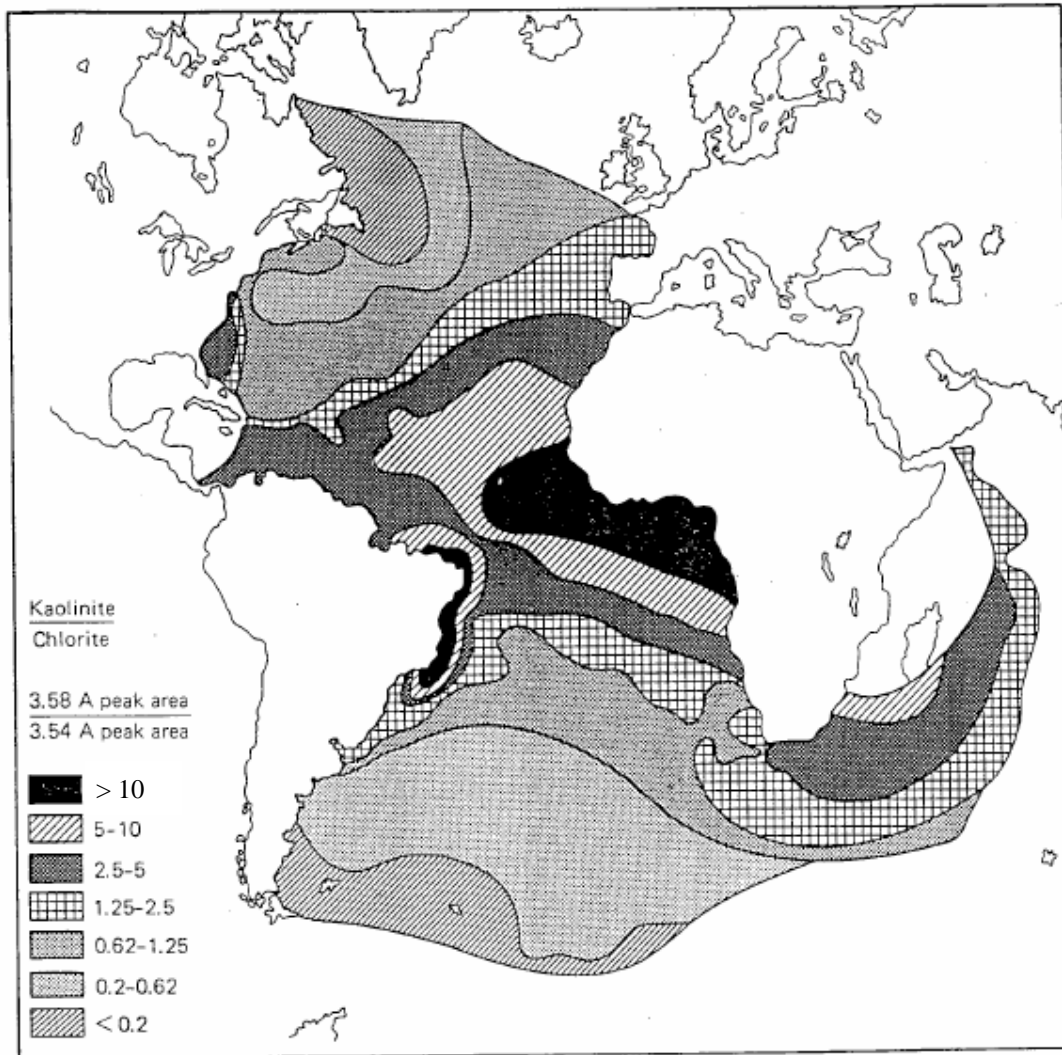 Kaolinite
Chlorite
3.58 A peak area
3.54 A peak area
> 10
5-10
2.5-5
1.25-2.5
0.62-1.25
0.2-0.62
< 0.2